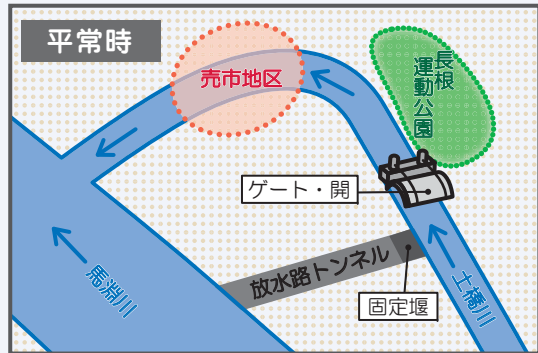 平常時
売市地区
長根
運動公園
ゲート・開
放水路トンネル
固定堰
馬淵川
土橋川